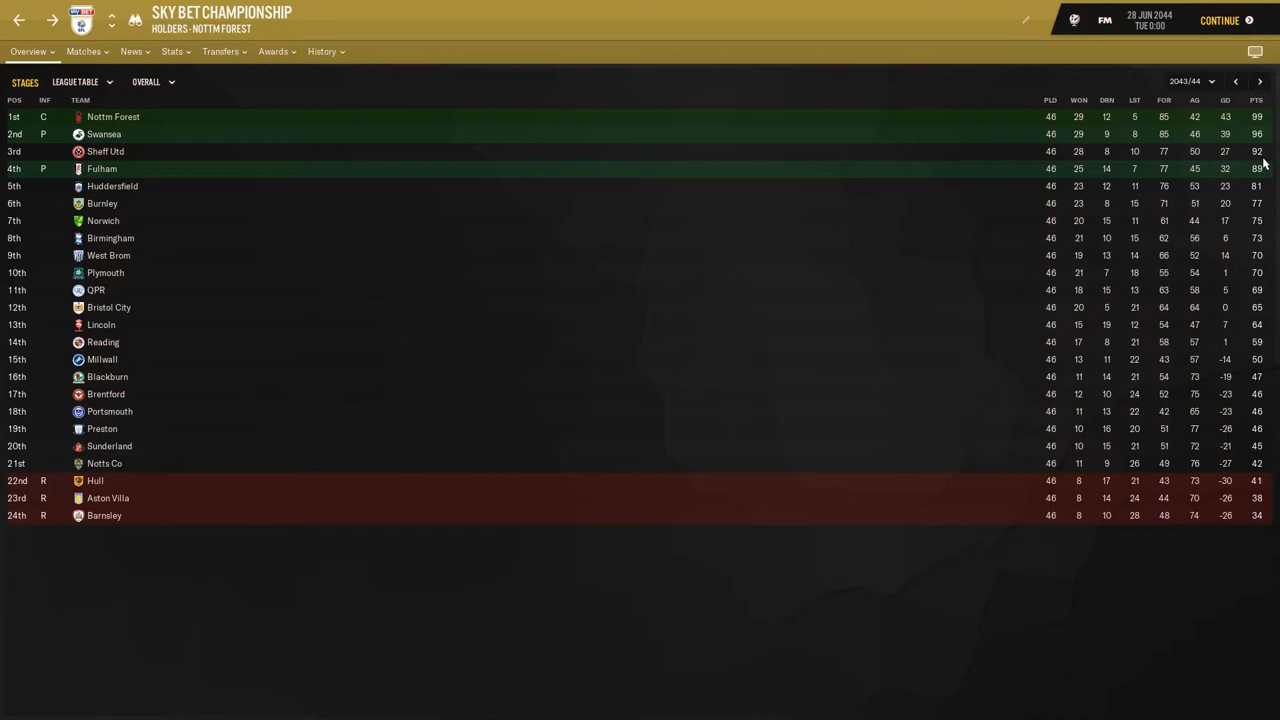 SKY BET CHAMPIONSHIP
HOLDERS - NOTTM FOREST
SKY BET
EFL
FM
28 JUN 2044
TUE 0:00
CONTINUE
Overview Matches News Stats Transfers Awards History
STAGES LEAGUE TABLE OVERALL 2043/44
POS INF TEAM PLD WON DRN LST FOR AG GD PTS
1st C Nottm Forest 46 29 12 5 85 42 43 99
2nd P Swansea 46 29 9 8 85 46 39 96
3rd Sheff Utd 46 28 8 10 77 50 27 92
4th P Fulham 46 25 14 7 77 45 32 89
5th Huddersfield 46 23 12 11 76 53 23 81
6th Burnley 46 23 8 15 71 51 20 77
7th Norwich 46 20 15 11 61 44 17 75
8th Birmingham 46 21 10 15 62 56 6 73
9th West Brom 46 19 13 14 66 52 14 70
10th Plymouth 46 21 7 18 55 54 1 70
11th QPR 46 18 15 13 63 58 5 69
12th Bristol City 46 20 5 21 64 64 0 65
13th Lincoln 46 15 19 12 54 47 7 64
14th Reading 46 17 8 21 58 57 1 59
15th Millwall 46 13 11 22 43 57 -14 50
16th Blackburn 46 11 14 21 54 73 -19 47
17th Brentford 46 12 10 24 52 75 -23 46
18th Portsmouth 46 11 13 22 42 65 -23 46
19th Preston 46 10 16 20 51 77 -26 46
20th Sunderland 46 10 15 21 51 72 -21 45
21st Notts Co 46 11 9 26 49 76 -27 42
22nd R Hull 46 8 17 21 43 73 -30 41
23rd R Aston Villa 46 8 14 24 44 70 -26 38
24th R Barnsley 46 8 10 28 48 74 -26 34